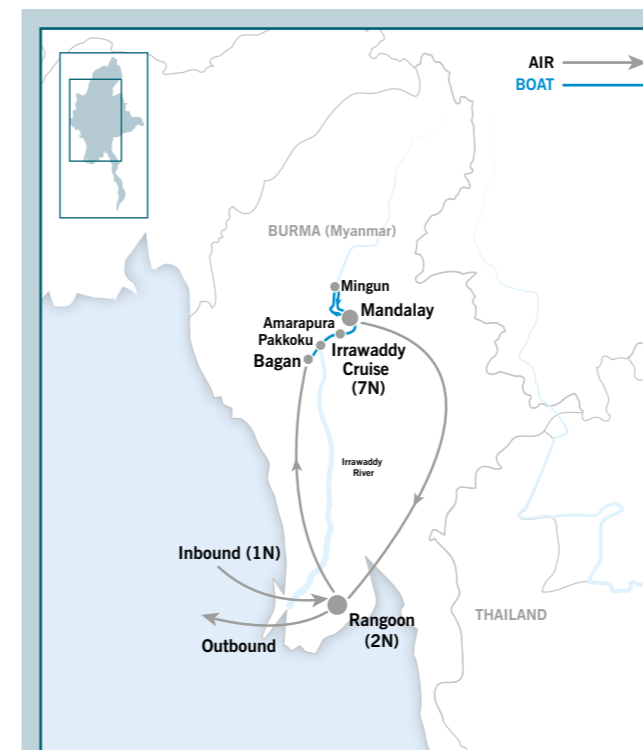 AIR
BOAT
BURMA (Myanmar)
Mingun
Mandalay
Amarapura
Pakkoku
Bagan
Irrawaddy
Cruise
(7N)
Irrawaddy
River
Inbound (1N)
Rangoon
(2N)
Outbound
THAILAND